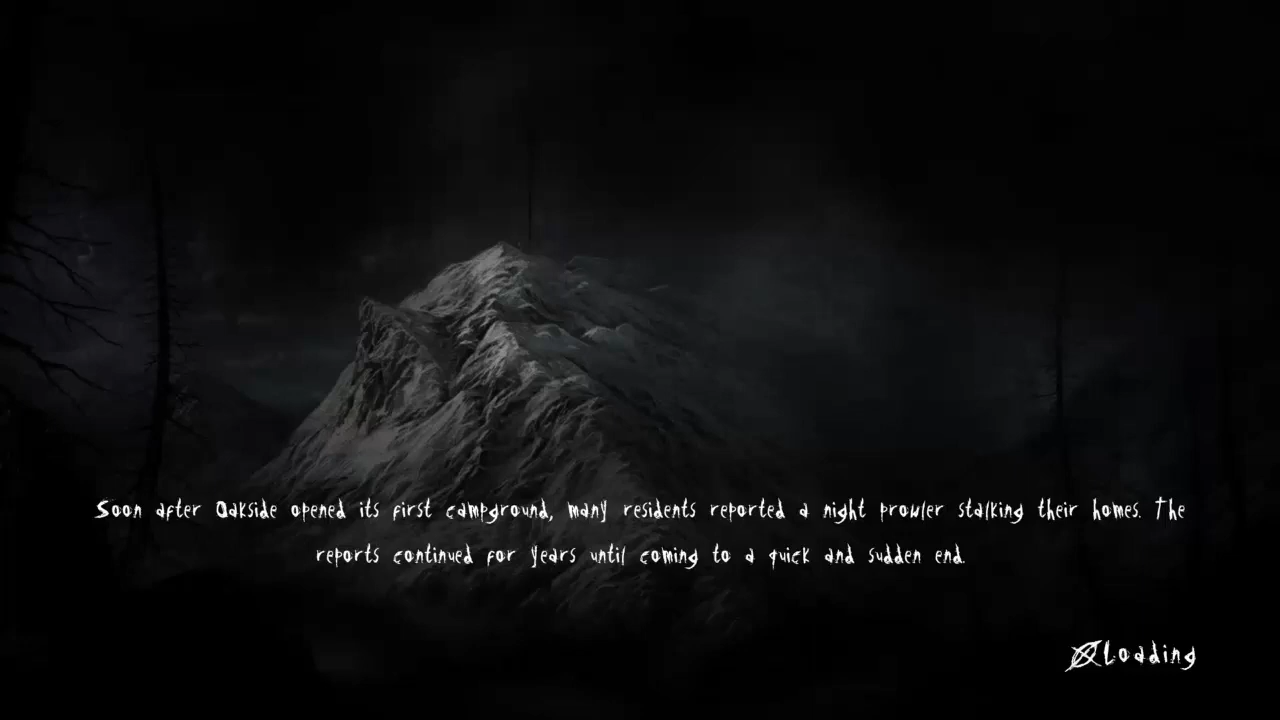 Soon after Oakside opened its first campground, many residents reported a night prowler stalking their homes. The
reports continued for years until coming to a quick and sudden end.
Loading